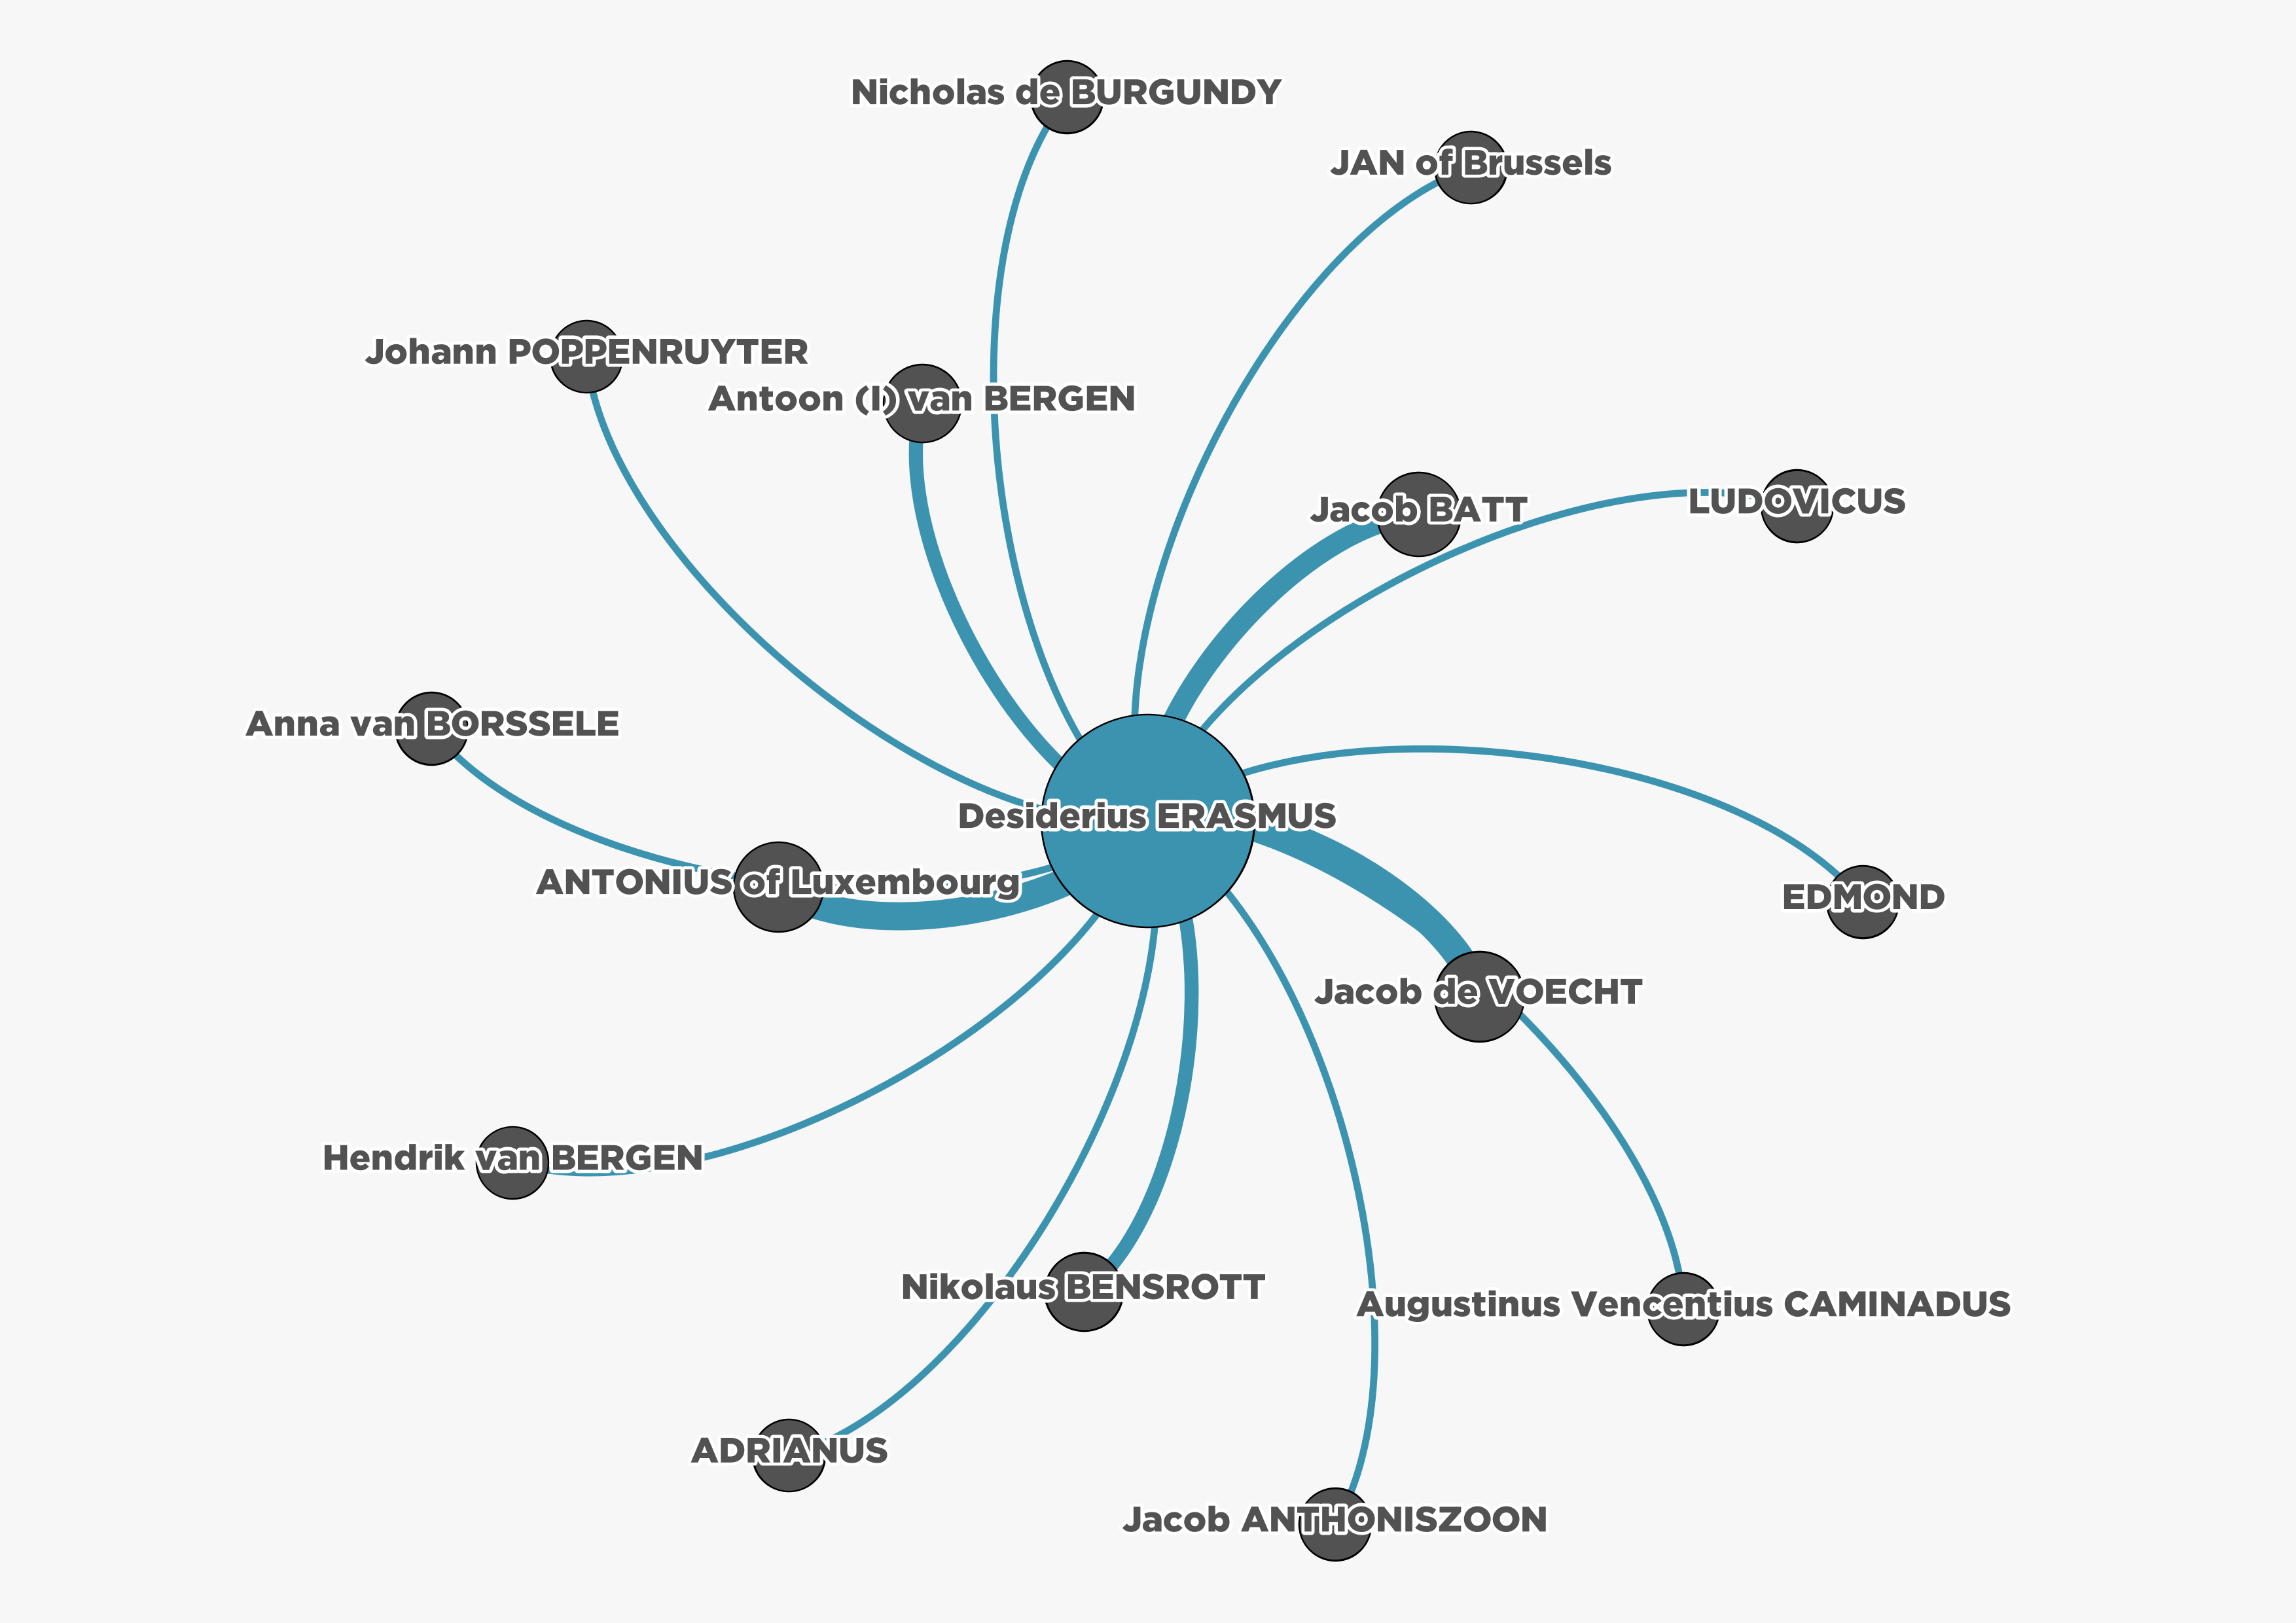 Nicholas de BURGUNDY
JAN of Brussels
Johann POPPENRUYTER
Antoon (I) van BERGEN
Jacob BATT
LUDOVICUS
Anna van BORSSELE
Desiderius ERASMUS
ANTONIUS of Luxembourg
EDMOND
Jacob de VOECHT
Hendrik van BERGEN
Nikolaus BENSROTT
Augustinus Vencentius CAMINADUS
ADRIANUS
Jacob ANTHONISZOON